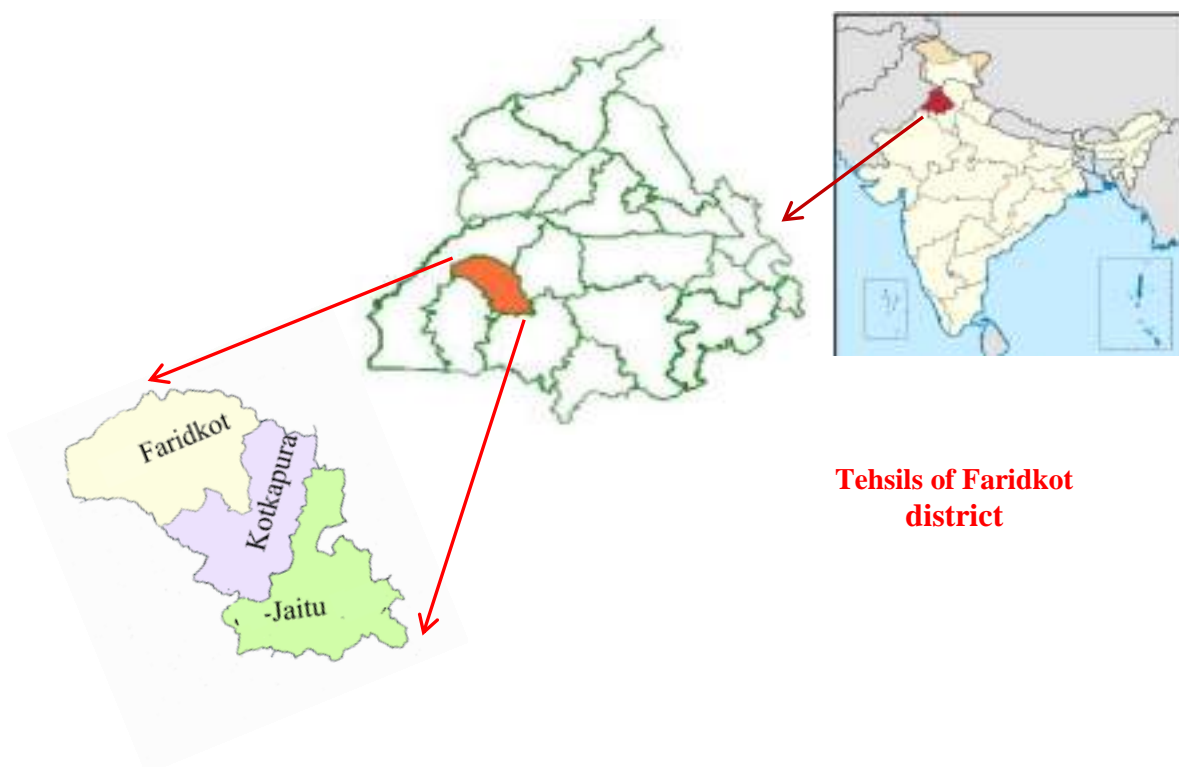 Faridkot
Kotkapura
-Jaitu
Tehsils of Faridkot
district